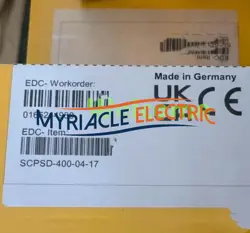 EDC- Workorder:
Made in Germany
UK
CE
MYRIACLE ELECTRIC
EDC- Item:
SCPSD-400-04-17